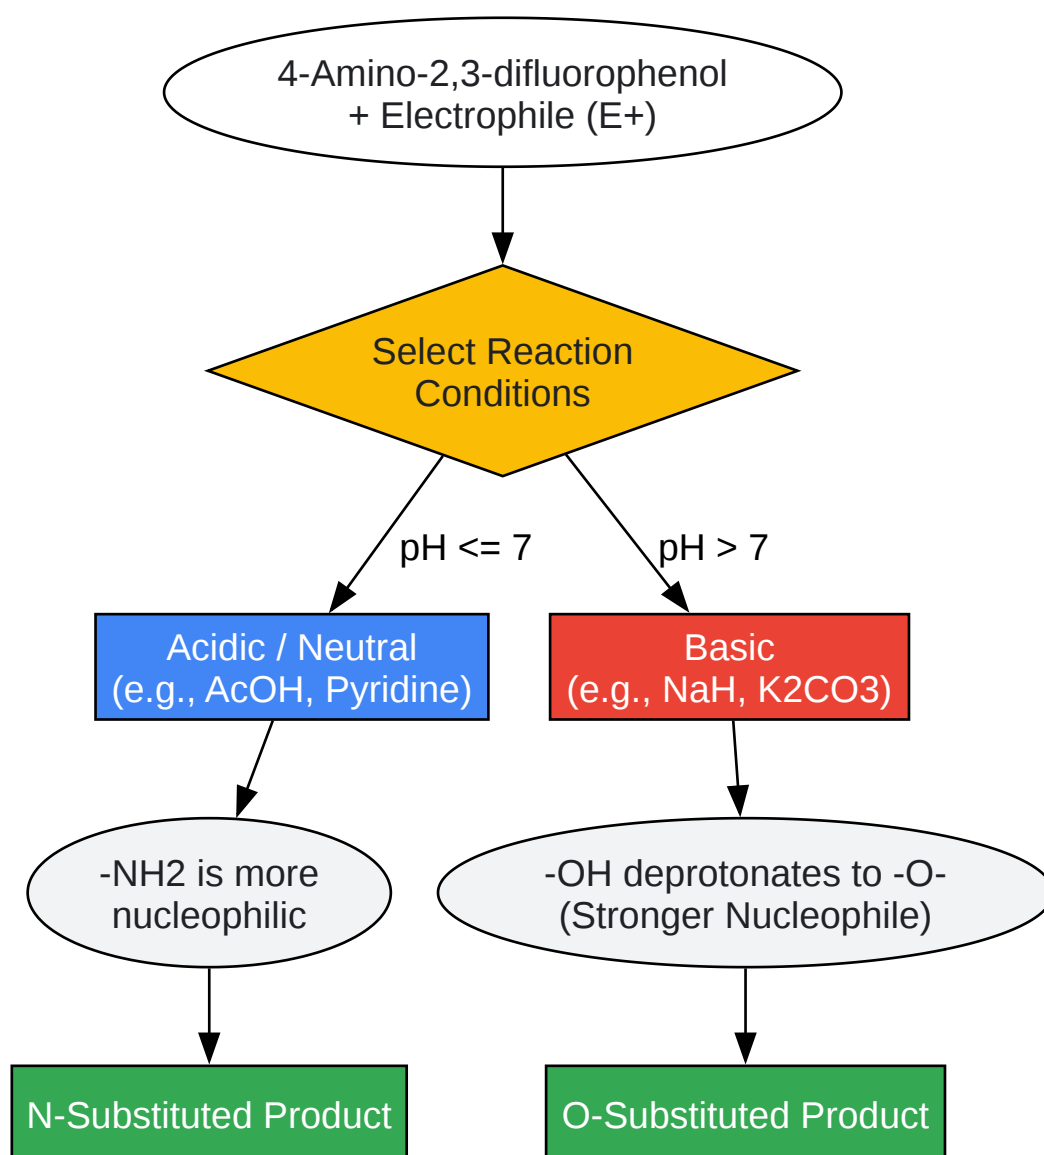 4-Amino-2,3-difluorophenol
+ Electrophile (E+)
Select Reaction
Conditions
pH <= 7
pH > 7
Acidic / Neutral
(e.g., AcOH, Pyridine)
Basic
(e.g., NaH, K2CO3)
-NH2 is more
nucleophilic
-OH deprotonates to -O-
(Stronger Nucleophile)
N-Substituted Product
O-Substituted Product